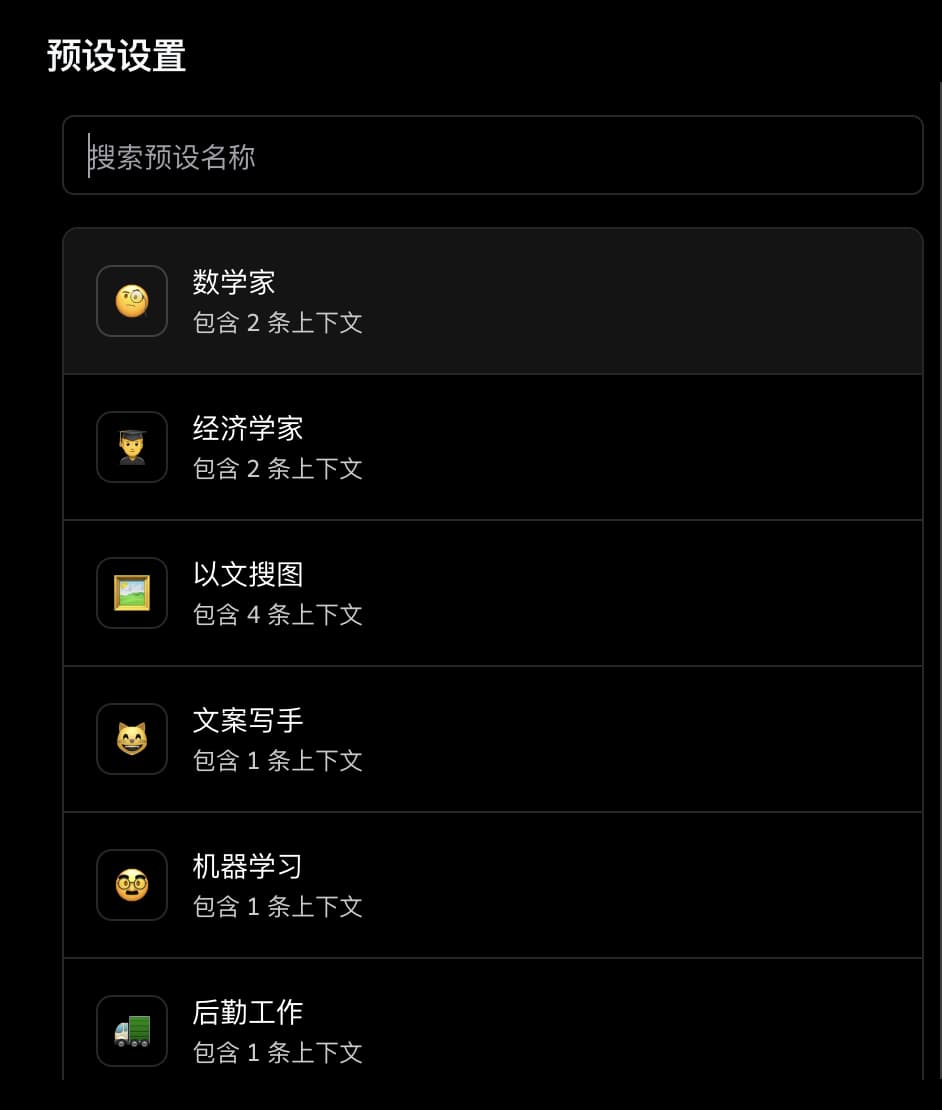 预设设置
搜索预设名称
数学家
包含 2 条上下文
经济学家
包含 2 条上下文
以文搜图
包含 4 条上下文
文案写手
包含 1 条上下文
机器学习
包含 1 条上下文
后勤工作
包含 1 条上下文